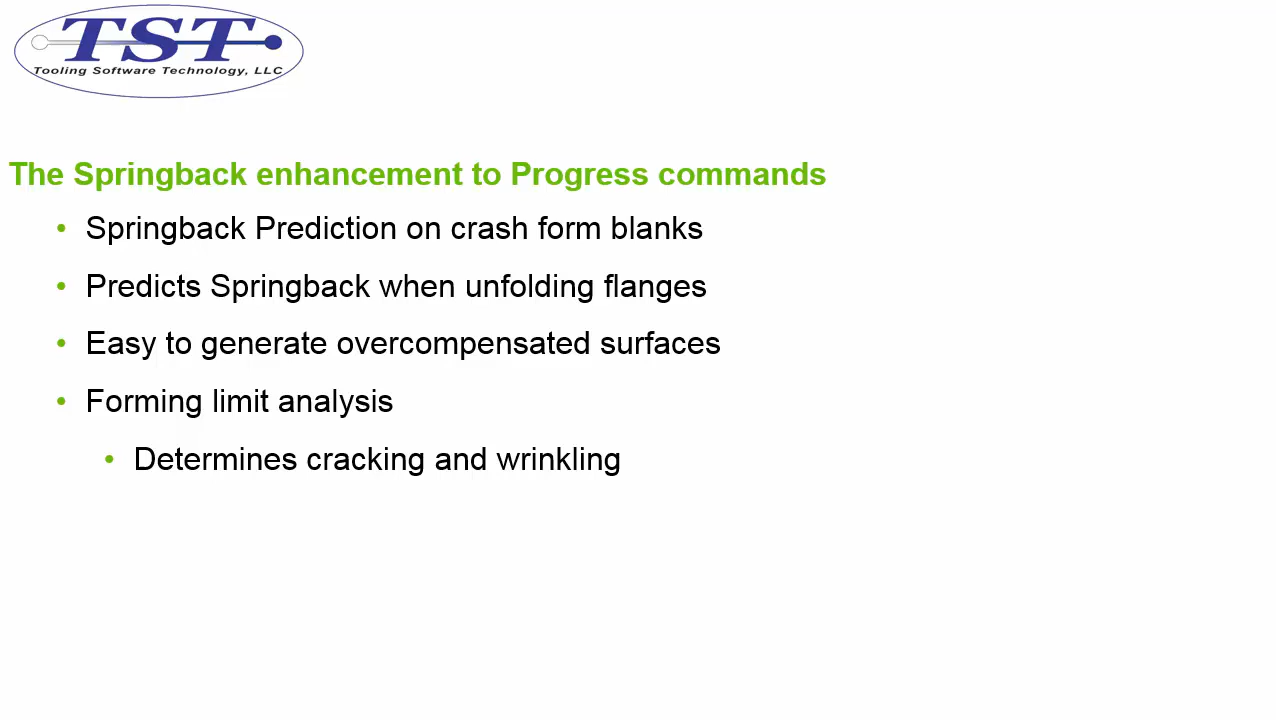 TST
Tooling Software Technology, LLC
The Springback enhancement to Progress commands
• Springback Prediction on crash form blanks
• Predicts Springback when unfolding flanges
• Easy to generate overcompensated surfaces
• Forming limit analysis
• Determines cracking and wrinkling